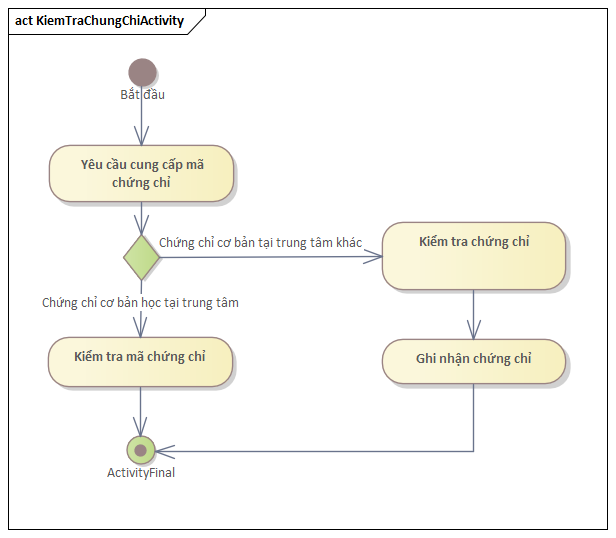 act KiemTraChungChiActivity
Bắt đầu
Yêu cầu cung cấp mã
chứng chỉ
Chứng chỉ cơ bản tại trung tâm khác
Kiểm tra chứng chỉ
Chứng chỉ cơ bản học tại trung tâm
Kiểm tra mã chứng chỉ
Ghi nhận chứng chỉ
ActivityFinal